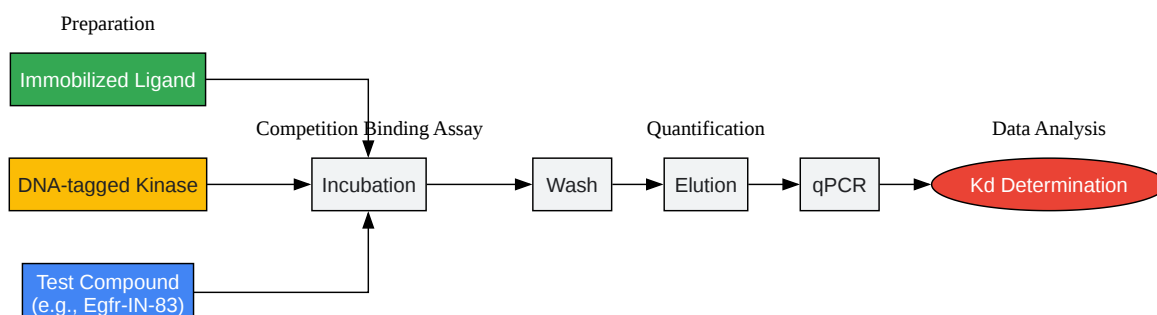 Preparation
Immobilized Ligand
Competition Binding Assay
Quantification
Data Analysis
DNA-tagged Kinase
Incubation
Wash
Elution
qPCR
Kd Determination
Test Compound
(e.g., Egfr-IN-83)